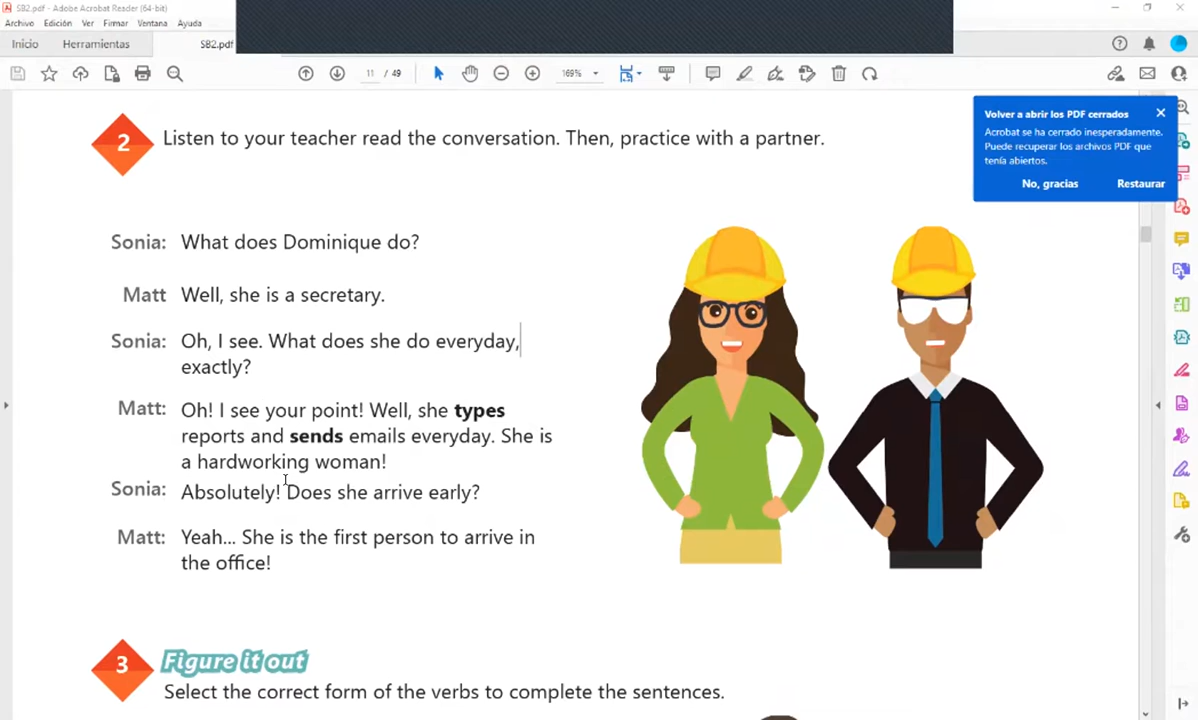 SB2.pdf - Adobe Acrobat Reader (64-bit)
Archivo Edición Ver Firmar Ventana Ayuda
Inicio Herramientas SB2.pdf
11 / 49 169%
Volver a abrir los PDF cerrados
Acrobat se ha cerrado inesperadamente.
Puede recuperar los archivos PDF que
tenía abiertos.
No, gracias Restaurar
2 Listen to your teacher read the conversation. Then, practice with a partner.
Sonia: What does Dominique do?
Matt Well, she is a secretary.
Sonia: Oh, I see. What does she do everyday,
exactly?
Matt: Oh! I see your point! Well, she types
reports and sends emails everyday. She is
a hardworking woman!
Sonia: Absolutely! Does she arrive early?
Matt: Yeah... She is the first person to arrive in
the office!
3 Figure it out
Select the correct form of the verbs to complete the sentences.